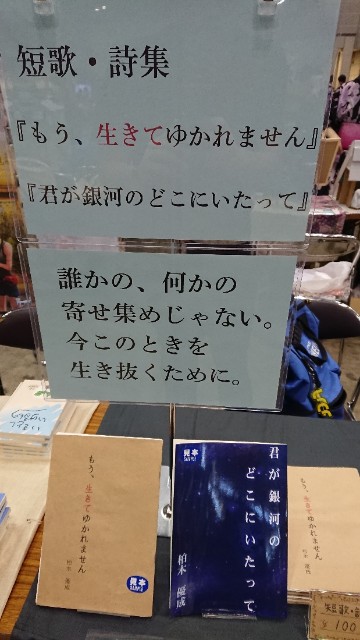 短歌・詩集
『もう、生きてゆかれません』
『君が銀河のどこにいたって』
誰かの、何かの
寄せ集めじゃない。
今このときを
生き抜くために。
もう、生きてゆかれません
見本
君が銀河の
どこにいたって
見本
もう、生きてゆかれません